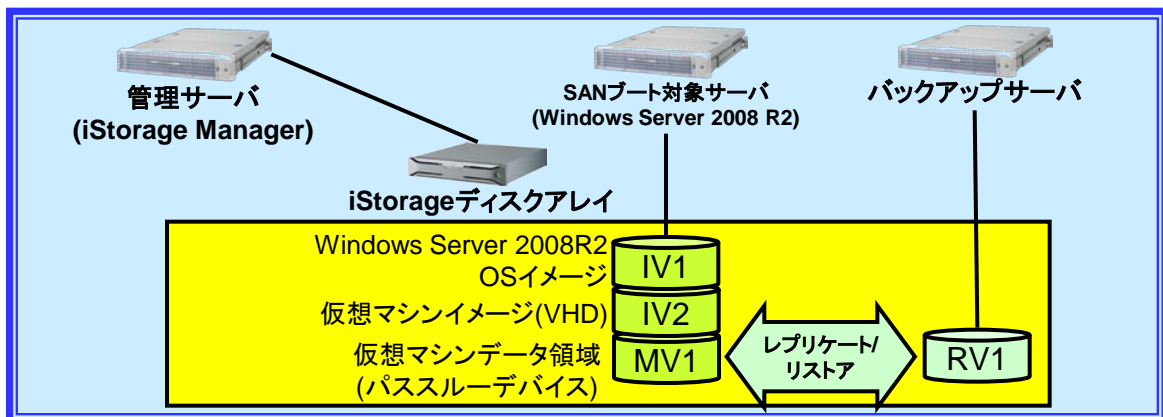 管理サーバ
(iStorage Manager)
SANブート対象サーバ
(Windows Server 2008 R2)
バックアップサーバ
iStorageディスクアレイ
Windows Server 2008R2
OSイメージ
IV1
仮想マシンイメージ(VHD)
IV2
仮想マシンデータ領域
(パススルーデバイス)
MV1
レプリケート/
リストア
RV1